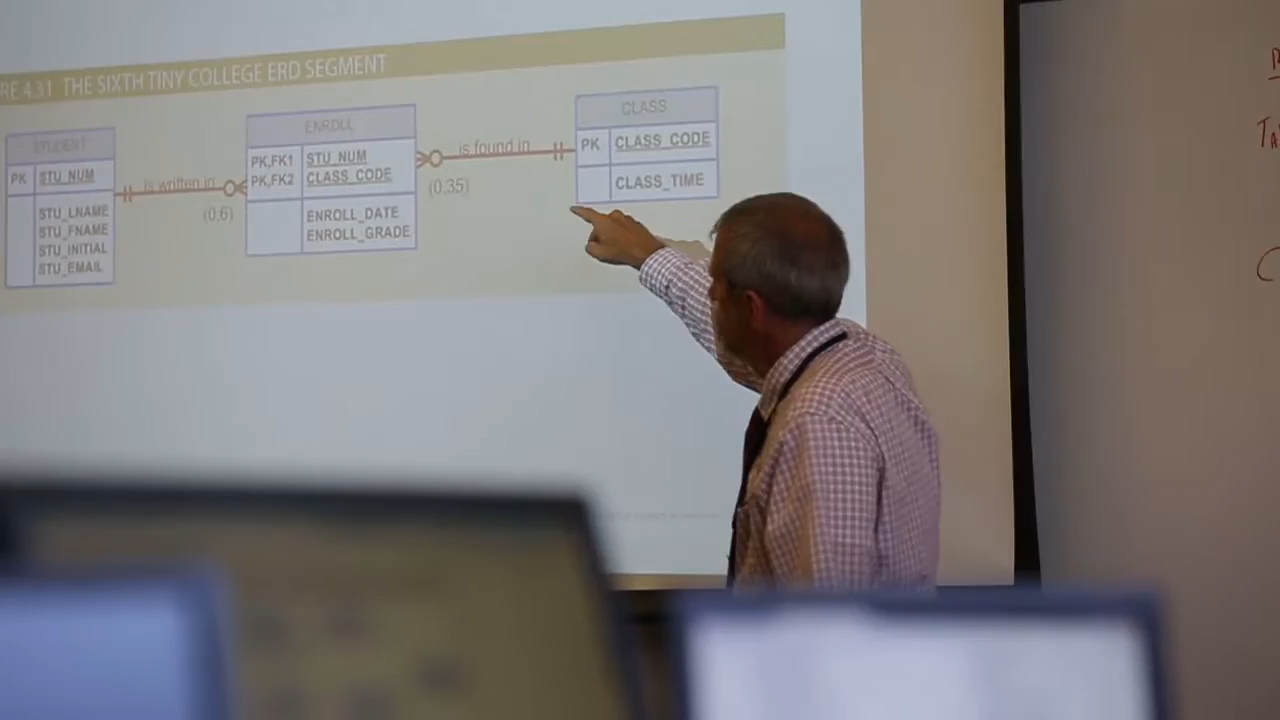 RE 4.31 THE SIXTH TINY COLLEGE ERD SEGMENT
STUDENT
PK STU_NUM
STU_LNAME
STU_FNAME
STU_INITIAL
STU_EMAIL
is written in
(0,6)
ENROLL
PK,FK1 STU_NUM
PK,FK2 CLASS_CODE
ENROLL_DATE
ENROLL_GRADE
is found in
(0,35)
CLASS
PK CLASS_CODE
CLASS_TIME
TA
C